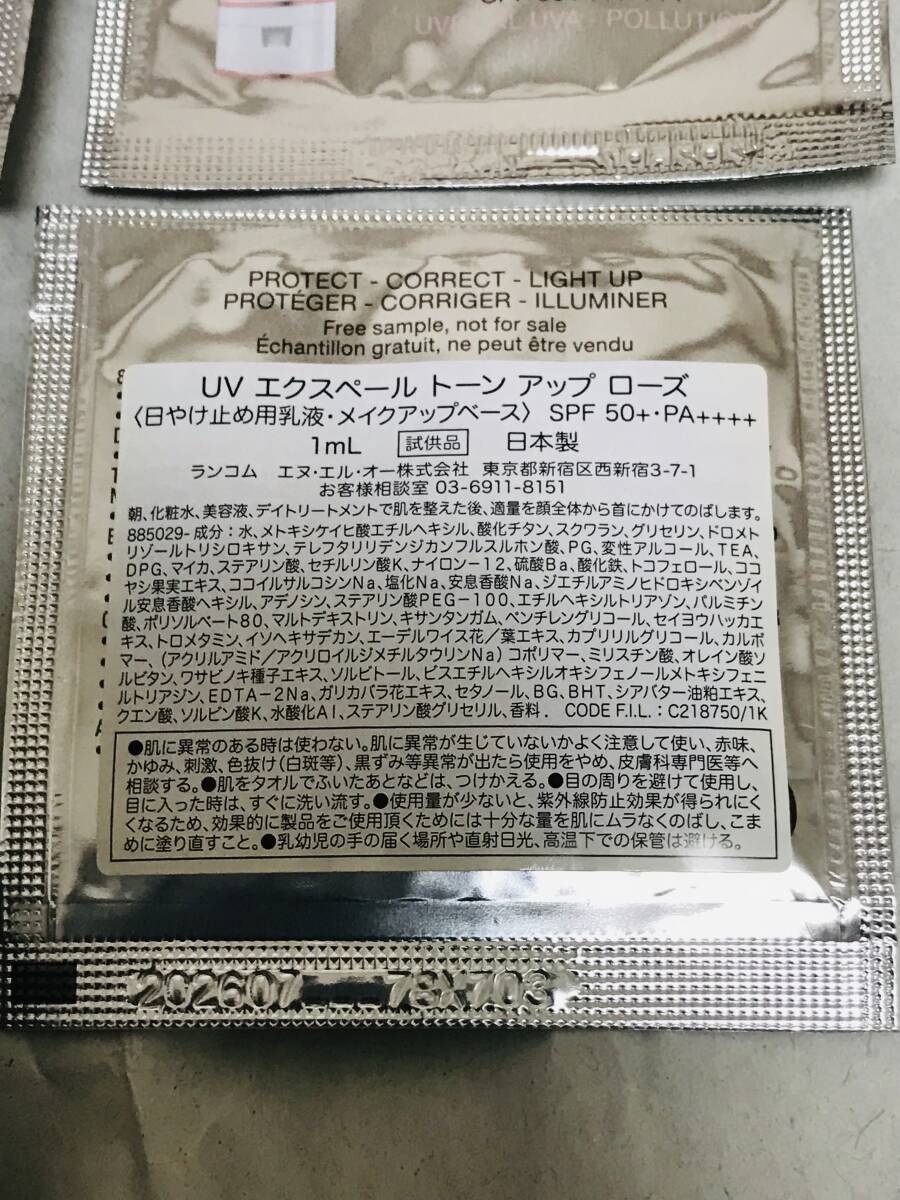 UVB UVA - POLLUTION
PROTECT - CORRECT - LIGHT UP
PROTÉGER - CORRIGER - ILLUMINER
Free sample, not for sale
Échantillon gratuit, ne peut être vendu
UV エクスペール トーン アップ ローズ
〈日やけ止め用乳液・メイクアップベース〉 SPF 50+・PA++++
1mL 試供品 日本製
ランコム エヌ・エル・オー株式会社 東京都新宿区西新宿3-7-1
お客様相談室 03-6911-8151
朝、化粧水、美容液、デイトリートメントで肌を整えた後、適量を顔全体から首にかけてのばします。
885029- 成分：水、メトキシケイヒ酸エチルヘキシル、酸化チタン、スクワラン、グリセリン、ドロメト
リゾールトリシロキサン、テレフタリリデンジカンフルスルホン酸、PG、変性アルコール、TEA、
DPG、マイカ、ステアリン酸、セチルリン酸K、ナイロン-12、硫酸Ba、酸化鉄、トコフェロール、ココ
ヤシ果実エキス、ココイルサルコシンNa、塩化Na、安息香酸Na、ジエチルアミノヒドロキシベンゾイ
ル安息香酸ヘキシル、アデノシン、ステアリン酸PEG-100、エチルヘキシルトリアゾン、パルミチン
酸、ポリソルベート80、マルトデキストリン、キサンタンガム、ペンチレングリコール、セイヨウハッカエ
キス、トロメタミン、イソヘキサデカン、エーデルワイス花／葉エキス、カプリリルグリコール、カルボ
マー、（アクリルアミド／アクリロイルジメチルタウリンNa）コポリマー、ミリスチン酸、オレイン酸ソ
ルビタン、ワサビノキ種子エキス、ソルビトール、ビスエチルヘキシルオキシフェノールメトキシフェニ
ルトリアジン、EDTA-2Na、ガリカバラ花エキス、セタノール、BG、BHT、シアバター油粕エキス、
クエン酸、ソルビン酸K、水酸化Al、ステアリン酸グリセリル、香料． CODE F.I.L. : C218750/1K
●肌に異常のある時は使わない。肌に異常が生じていないかよく注意して使い、赤味、
かゆみ、刺激、色抜け（白斑等）、黒ずみ等異常が出たら使用をやめ、皮膚科専門医等へ
相談する。●肌をタオルでふいたあとなどは、つけかえる。●目の周りを避けて使用し、
目に入った時は、すぐに洗い流す。●使用量が少ないと、紫外線防止効果が得られにく
くなるため、効果的に製品をご使用頂くためには十分な量を肌にムラなくのばし、こま
めに塗り直すこと。●乳幼児の手の届く場所や直射日光、高温下での保管は避ける。
202607 78X703